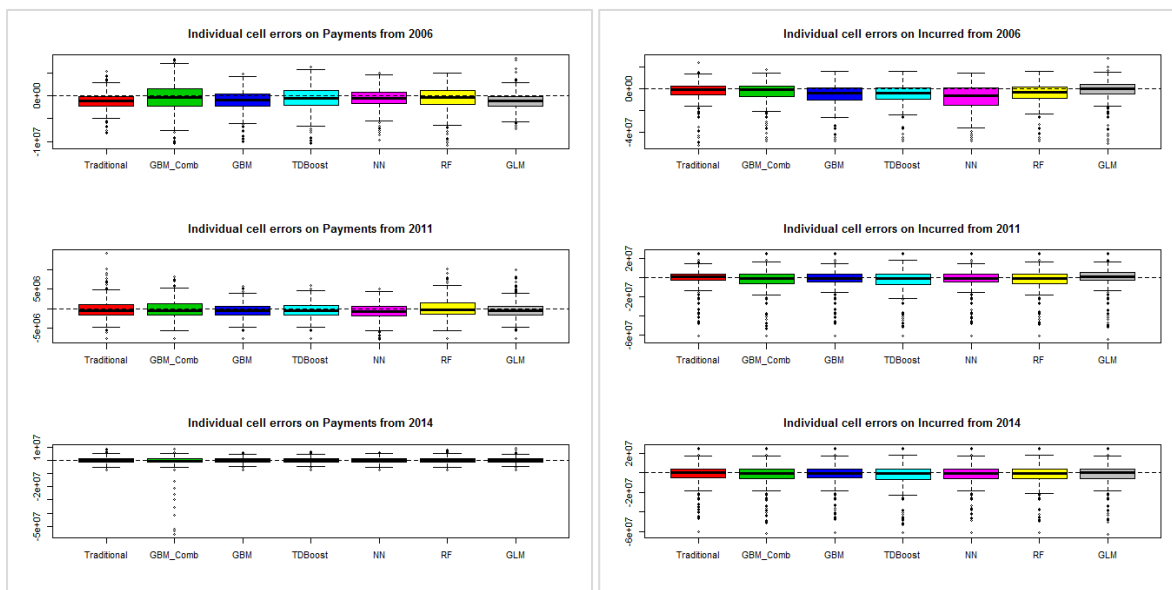 Individual cell errors on Payments from 2006
0e+00
-1e+07
Traditional GBM_Comb GBM TDBoost NN RF GLM
Individual cell errors on Payments from 2011
5e+06
-5e+06
Traditional GBM_Comb GBM TDBoost NN RF GLM
Individual cell errors on Payments from 2014
1e+07
-2e+07
-5e+07
Traditional GBM_Comb GBM TDBoost NN RF GLM
Individual cell errors on Incurred from 2006
0e+00
-4e+07
Traditional GBM_Comb GBM TDBoost NN RF GLM
Individual cell errors on Incurred from 2011
2e+07
-2e+07
-6e+07
Traditional GBM_Comb GBM TDBoost NN RF GLM
Individual cell errors on Incurred from 2014
2e+07
-2e+07
-6e+07
Traditional GBM_Comb GBM TDBoost NN RF GLM